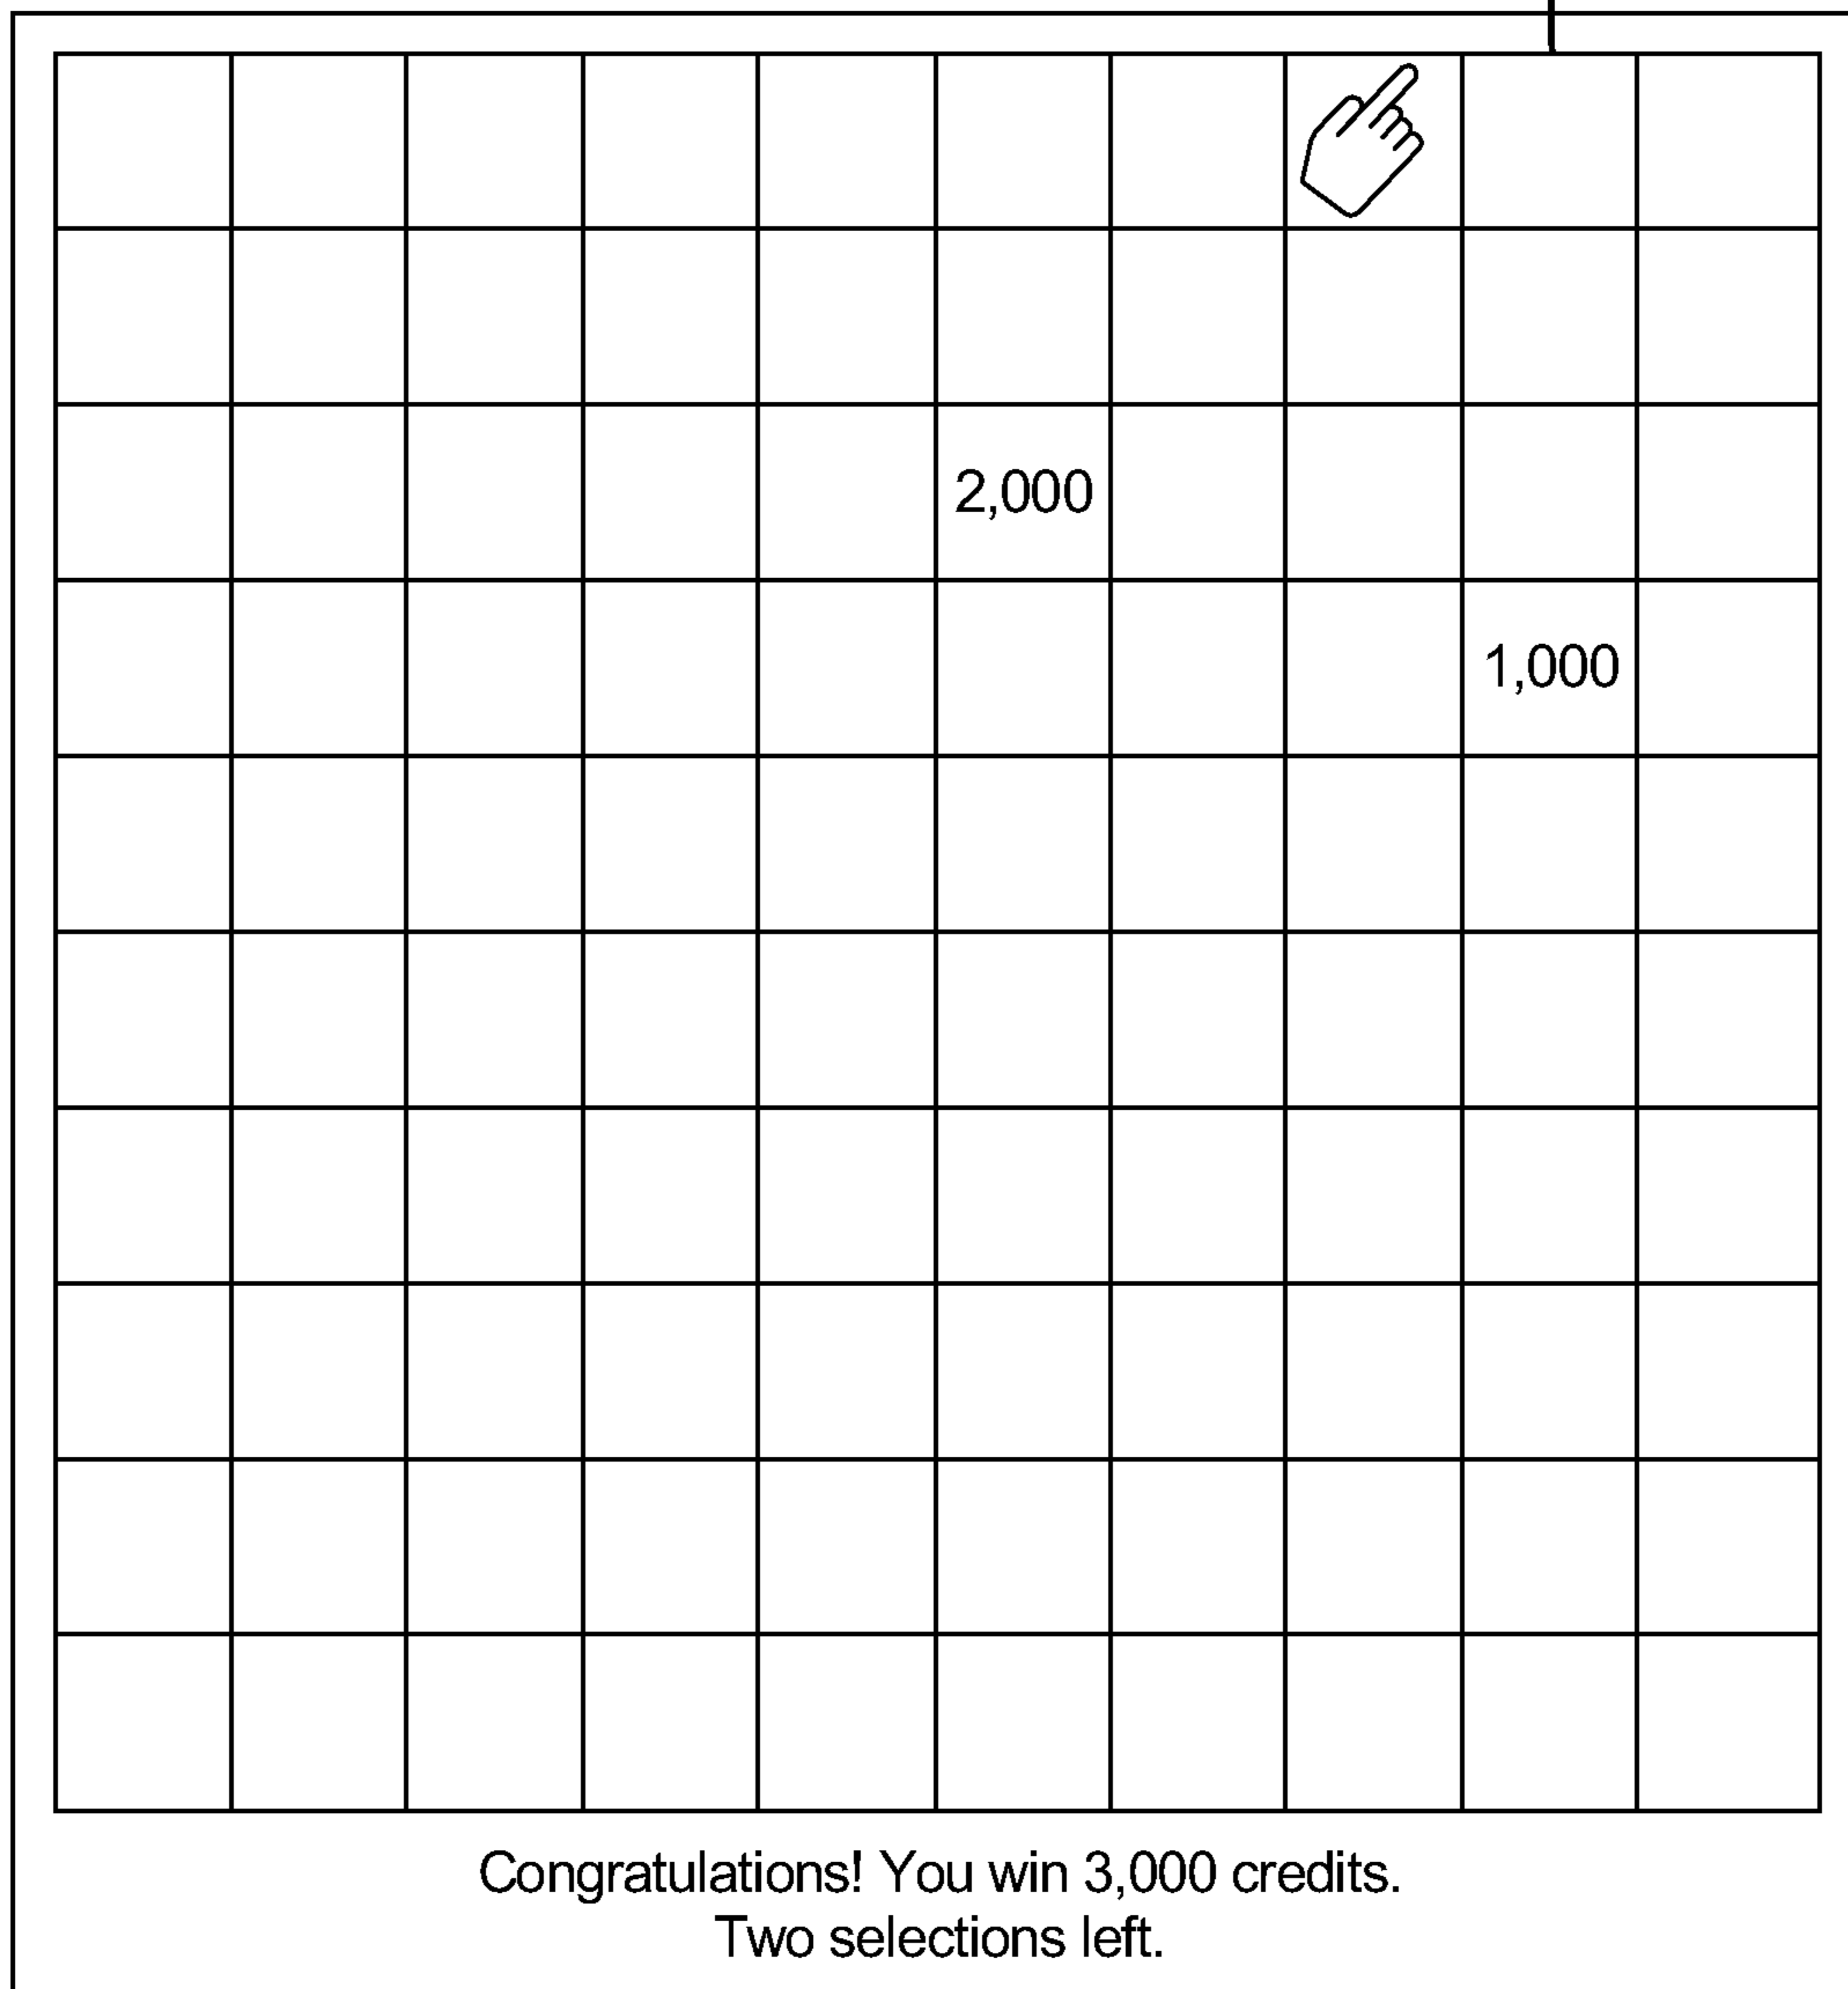 2,000
1,000
Congratulations! You win 3,000 credits.
Two selections left.